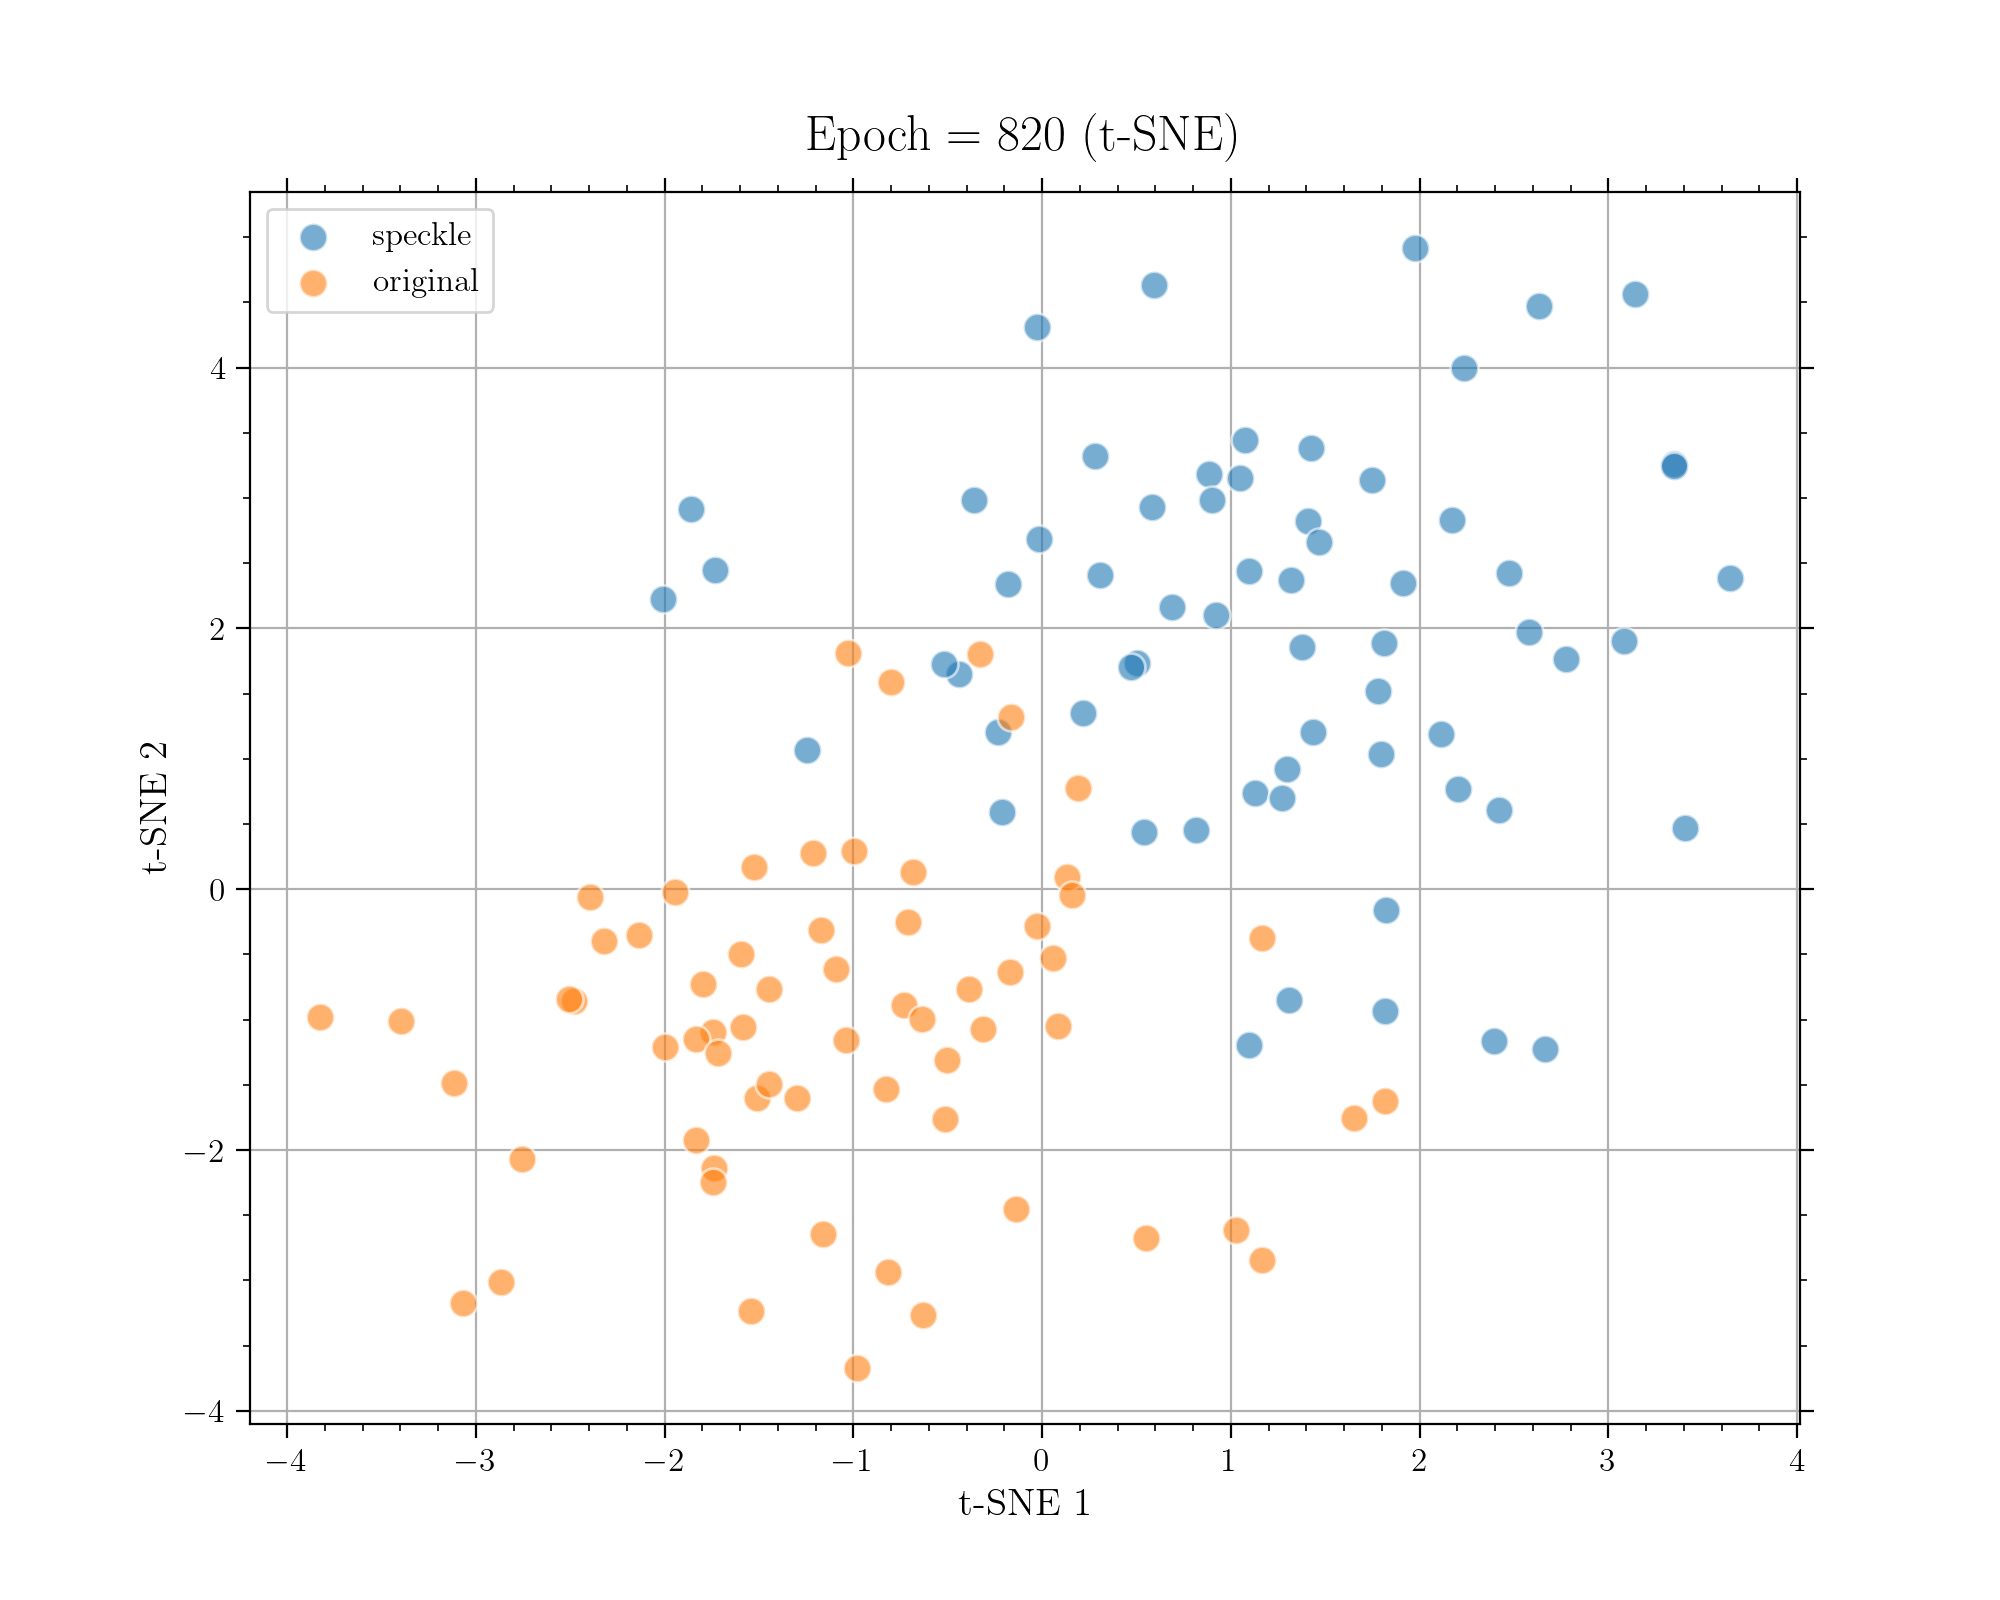 Epoch = 820 (t-SNE)
speckle
original
4
2
0
−2
−4
t-SNE 2
−4 −3 −2 −1 0 1 2 3 4
t-SNE 1